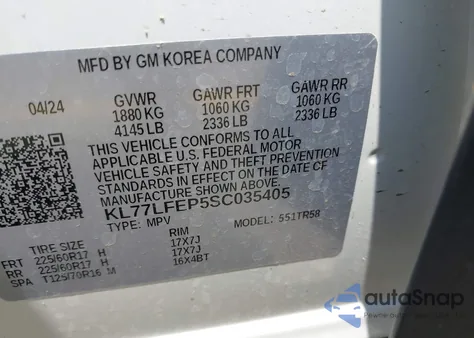 MFD BY GM KOREA COMPANY
04/24 GVWR GAWR FRT GAWR RR
1880 KG 1060 KG 1060 KG
4145 LB 2336 LB 2336 LB
THIS VEHICLE CONFORMS TO ALL
APPLICABLE U.S. FEDERAL MOTOR
VEHICLE SAFETY AND THEFT PREVENTION
STANDARDS IN EFFECT ON THE DATE OF
MANUFACTURE SHOWN ABOVE.
KL77LFEP5SC035405
TYPE: MPV MODEL: 551TR58
TIRE SIZE RIM
FRT 225/60R17 H 17X7J
RR 225/60R17 H 17X7J
SPA T125/70R16 M 16X4BT
autoSnap